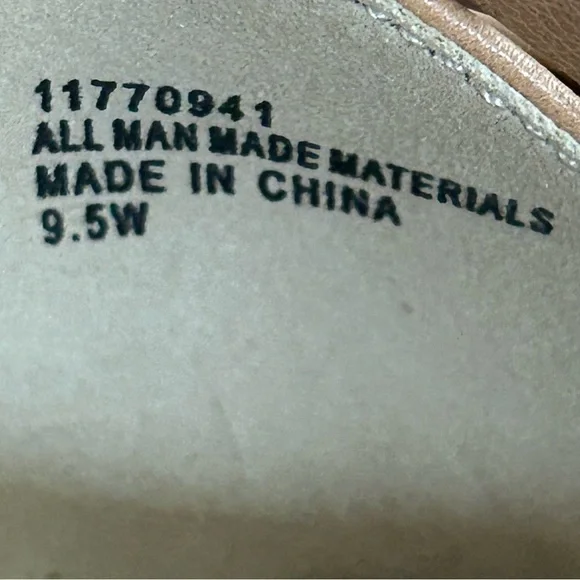 11770941
ALL MAN MADE MATERIALS
MADE IN CHINA
9.5W